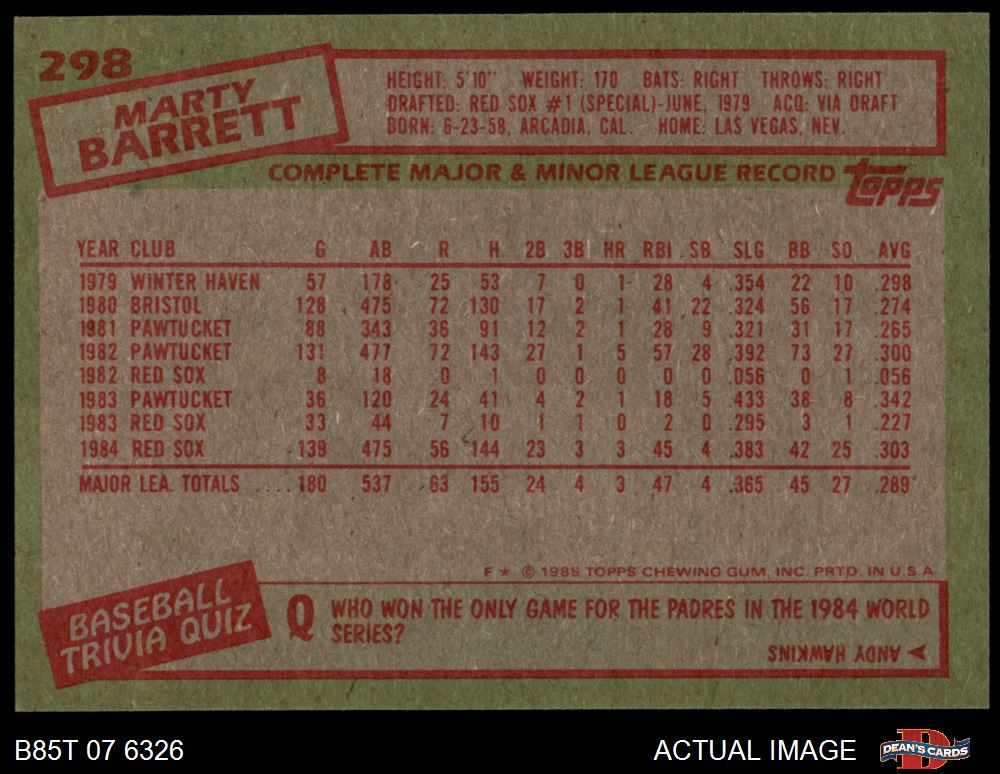 298
MARTY
BARRETT
HEIGHT: 5'10" WEIGHT: 170 BATS: RIGHT THROWS: RIGHT
DRAFTED: RED SOX #1 (SPECIAL)-JUNE, 1979 ACQ: VIA DRAFT
BORN: 6-23-58, ARCADIA, CAL. HOME: LAS VEGAS, NEV.
COMPLETE MAJOR & MINOR LEAGUE RECORD topps
YEAR CLUB G AB R H 2B 3B HR RBI SB SLG BB SO AVG
1979 WINTER HAVEN 57 178 25 53 7 0 1 28 4 .354 22 10 .298
1980 BRISTOL 128 475 72 130 17 2 1 41 22 .324 56 17 .274
1981 PAWTUCKET 88 343 36 91 12 2 1 28 9 .321 31 17 .265
1982 PAWTUCKET 131 477 72 143 27 1 5 57 28 .392 73 27 .300
1982 RED SOX 8 18 0 1 0 0 0 0 0 .056 0 1 .056
1983 PAWTUCKET 36 120 24 41 4 2 1 18 5 .433 38 8 .342
1983 RED SOX 33 44 7 10 1 1 0 2 0 .295 3 1 .227
1984 RED SOX 139 475 56 144 23 3 3 45 4 .383 42 25 .303
MAJOR LEA. TOTALS .... 180 537 63 155 24 4 3 47 4 .365 45 27 .289
F * © 1985 TOPPS CHEWING GUM, INC. PRTD. IN U.S.A
BASEBALL
TRIVIA QUIZ
Q WHO WON THE ONLY GAME FOR THE PADRES IN THE 1984 WORLD
SERIES?
ANDY HAWKINS
B85T 07 6326
ACTUAL IMAGE
DEAN'S CARDS